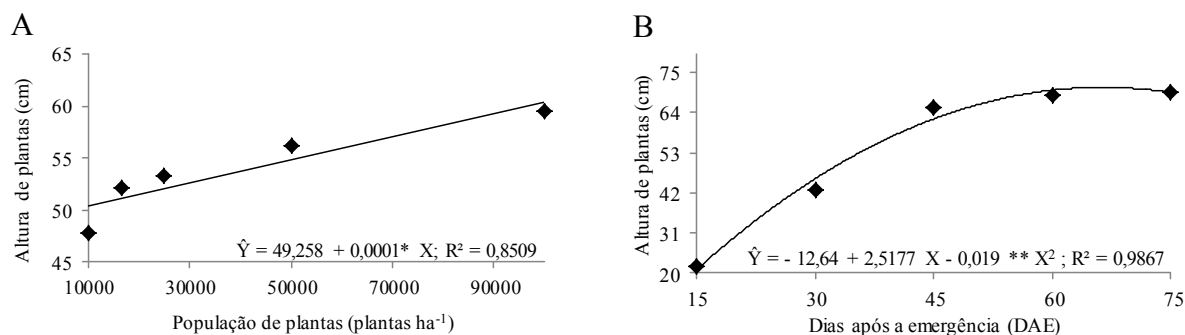 A
Altura de plantas (cm)
65
60
55
50
45
Ŷ = 49,258 + 0,0001* X; R² = 0,8509
10000 30000 50000 70000 90000
População de plantas (plantas ha⁻¹)
B
Altura de plantas (cm)
75
64
53
42
31
20
Ŷ = - 12,64 + 2,5177 X - 0,019 ** X² ; R² = 0,9867
15 30 45 60 75
Dias após a emergência (DAE)